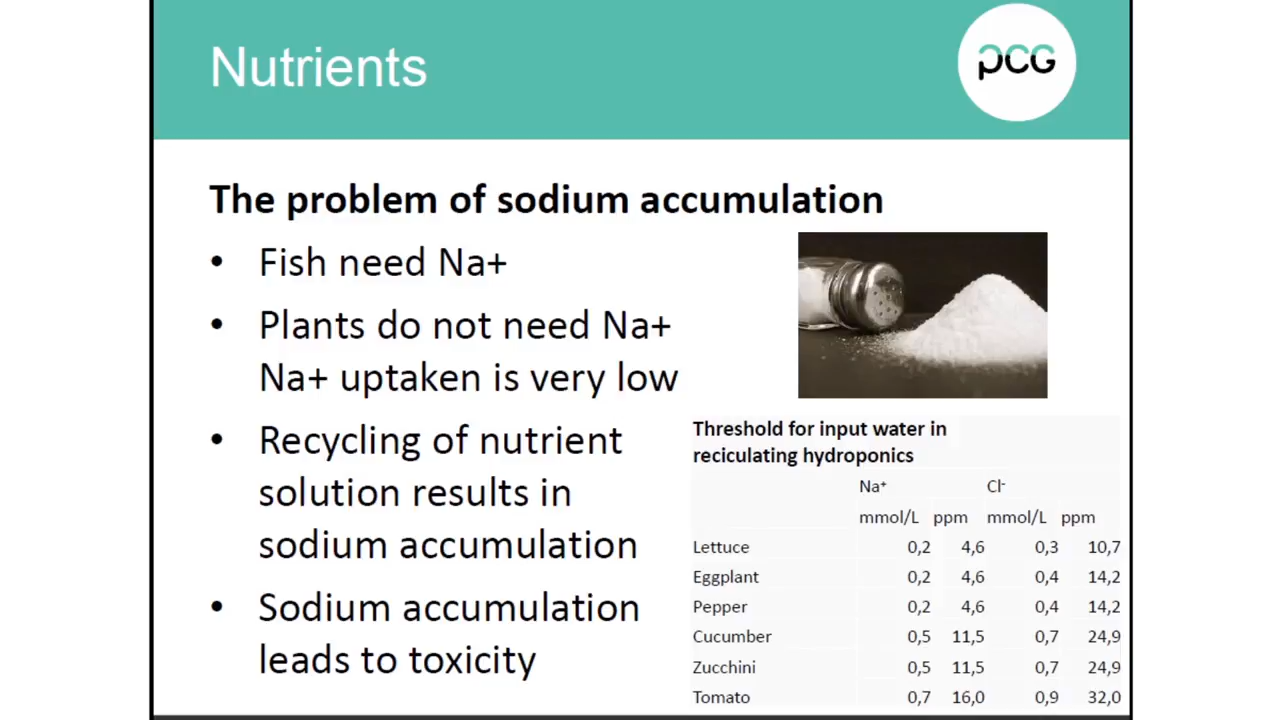 Nutrients
pcG
The problem of sodium accumulation
• Fish need Na+
• Plants do not need Na+
Na+ uptaken is very low
• Recycling of nutrient
solution results in
sodium accumulation
• Sodium accumulation
leads to toxicity
Threshold for input water in
reciculating hydroponics
Na+ Cl-
mmol/L ppm mmol/L ppm
Lettuce 0,2 4,6 0,3 10,7
Eggplant 0,2 4,6 0,4 14,2
Pepper 0,2 4,6 0,4 14,2
Cucumber 0,5 11,5 0,7 24,9
Zucchini 0,5 11,5 0,7 24,9
Tomato 0,7 16,0 0,9 32,0